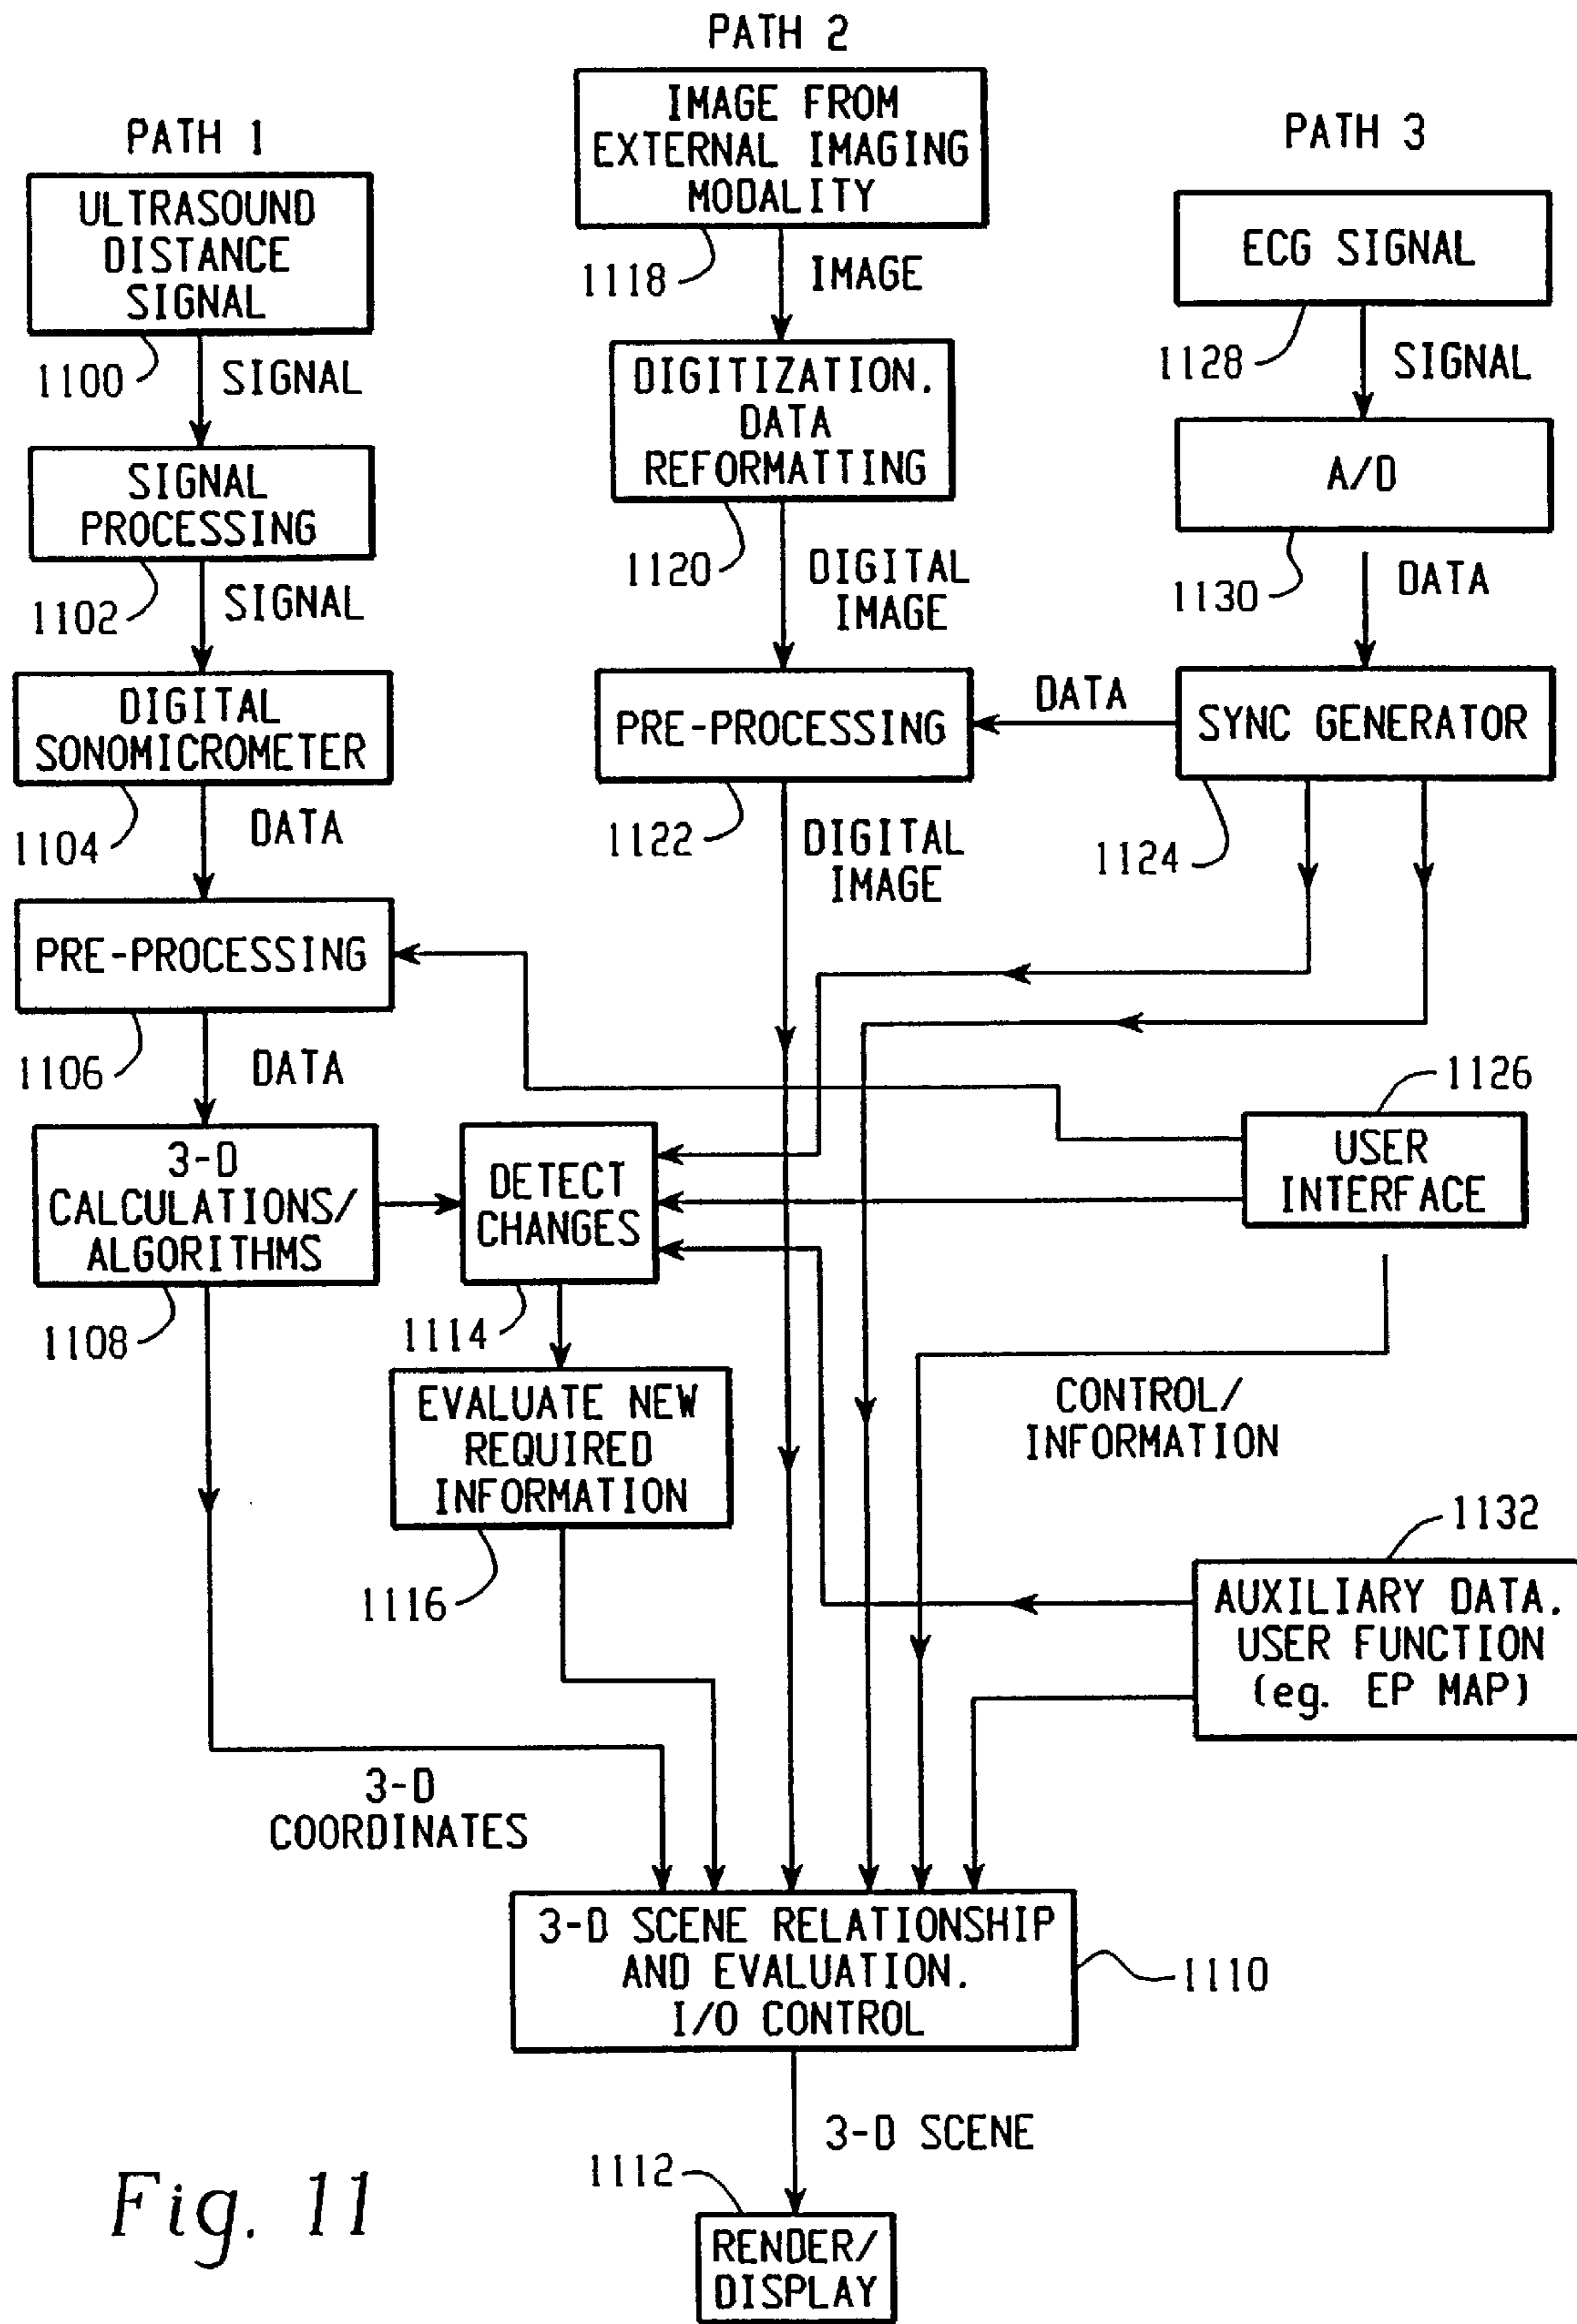 PATH 1
ULTRASOUND
DISTANCE
SIGNAL
1100
SIGNAL
SIGNAL
PROCESSING
1102
SIGNAL
DIGITAL
SONOMICROMETER
1104
DATA
PRE-PROCESSING
1106
DATA
3-D
CALCULATIONS/
ALGORITHMS
1108
3-D
COORDINATES
DETECT
CHANGES
1114
EVALUATE NEW
REQUIRED
INFORMATION
1116
PATH 2
IMAGE FROM
EXTERNAL IMAGING
MODALITY
1118
IMAGE
DIGITIZATION.
DATA
REFORMATTING
1120
DIGITAL
IMAGE
PRE-PROCESSING
1122
DIGITAL
IMAGE
PATH 3
ECG SIGNAL
1128
SIGNAL
A/D
1130
DATA
SYNC GENERATOR
DATA
1124
1126
USER
INTERFACE
CONTROL/
INFORMATION
1132
AUXILIARY DATA.
USER FUNCTION
(eg. EP MAP)
3-D SCENE RELATIONSHIP
AND EVALUATION.
I/O CONTROL
1110
3-D SCENE
1112
RENDER/
DISPLAY
Fig. 11